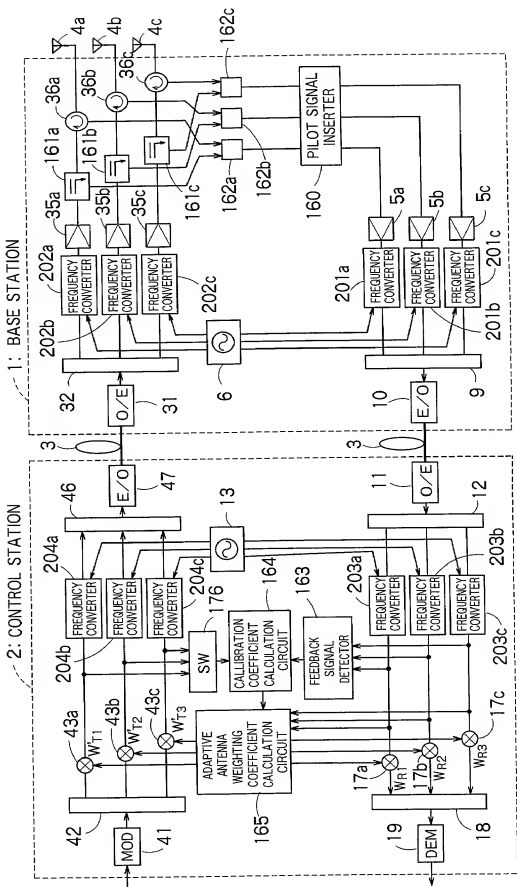 1: BASE STATION
4a
4b
4c
36a
36b
36c
161a
161b
161c
162c
162b
162a
35a
35b
35c
202a
202b
202c
FREQUENCY CONVERTER
FREQUENCY CONVERTER
FREQUENCY CONVERTER
PILOT SIGNAL INSERTER
160
5a
5b
5c
201a
201b
201c
FREQUENCY CONVERTER
FREQUENCY CONVERTER
FREQUENCY CONVERTER
6
32
O/E
31
9
10
E/O
3
3
2: CONTROL STATION
E/O
47
46
11
O/E
12
204a
204b
204c
FREQUENCY CONVERTER
FREQUENCY CONVERTER
FREQUENCY CONVERTER
13
203a
203b
203c
FREQUENCY CONVERTER
FREQUENCY CONVERTER
FREQUENCY CONVERTER
176
SW
164
CALLIBRATION COEFFICIENT CALCULATION CIRCUIT
163
FEEDBACK SIGNAL DETECTOR
43a
43b
43c
W'T1
W'T2
W'T3
ADAPTIVE ANTENNA WEIGHTING COEFFICIENT CALCULATION CIRCUIT
165
17a
17b
17c
WR1
WR2
WR3
42
MOD
41
19
DEM
18